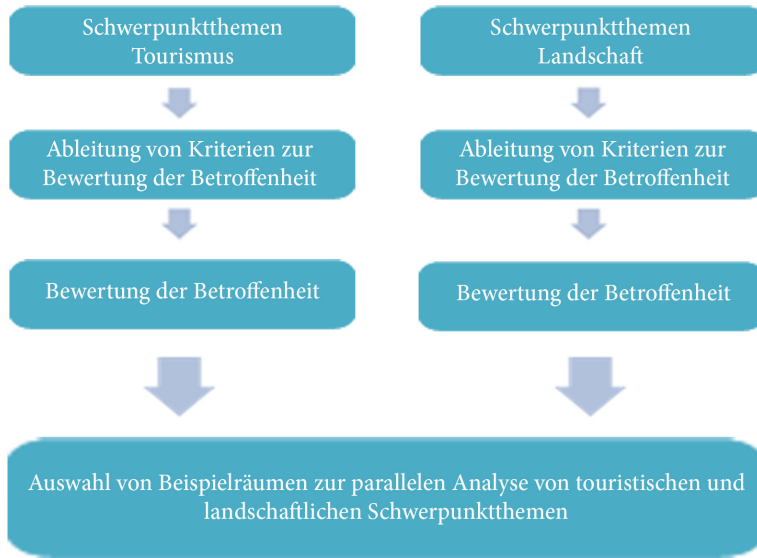 Schwerpunktthemen
Tourismus
Schwerpunktthemen
Landschaft
Ableitung von Kriterien zur
Bewertung der Betroffenheit
Ableitung von Kriterien zur
Bewertung der Betroffenheit
Bewertung der Betroffenheit
Bewertung der Betroffenheit
Auswahl von Beispielräumen zur parallelen Analyse von touristischen und
landschaftlichen Schwerpunktthemen